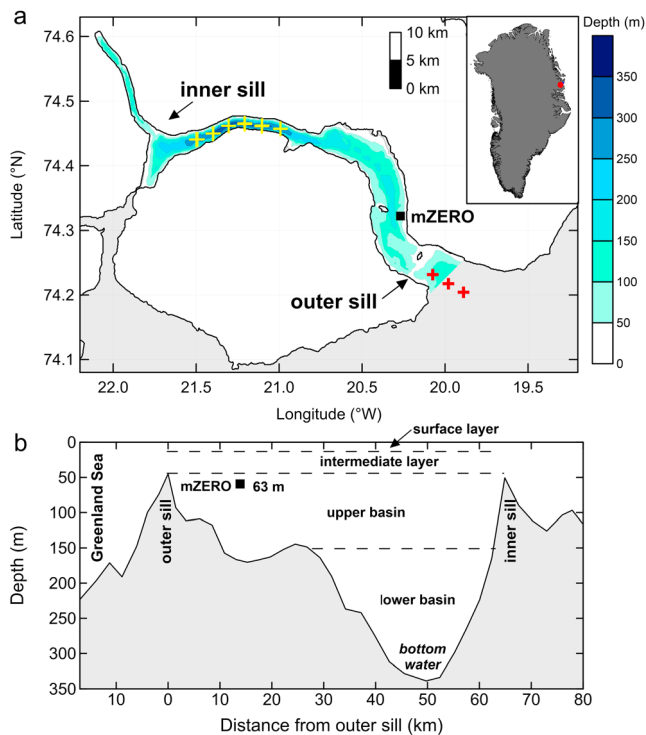 a
74.6
74.5
74.4
74.3
74.2
74.1
Latitude (°N)
22.0 21.5 21.0 20.5 20.0 19.5
Longitude (°W)
inner sill
outer sill
mZERO
10 km
5 km
0 km
Depth (m)
350
300
250
200
150
100
50
0
b
surface layer
intermediate layer
mZERO 63 m
upper basin
lower basin
bottom
water
Greenland Sea
outer sill
inner sill
0
50
100
150
200
250
300
350
Depth (m)
10 0 10 20 30 40 50 60 70 80
Distance from outer sill (km)